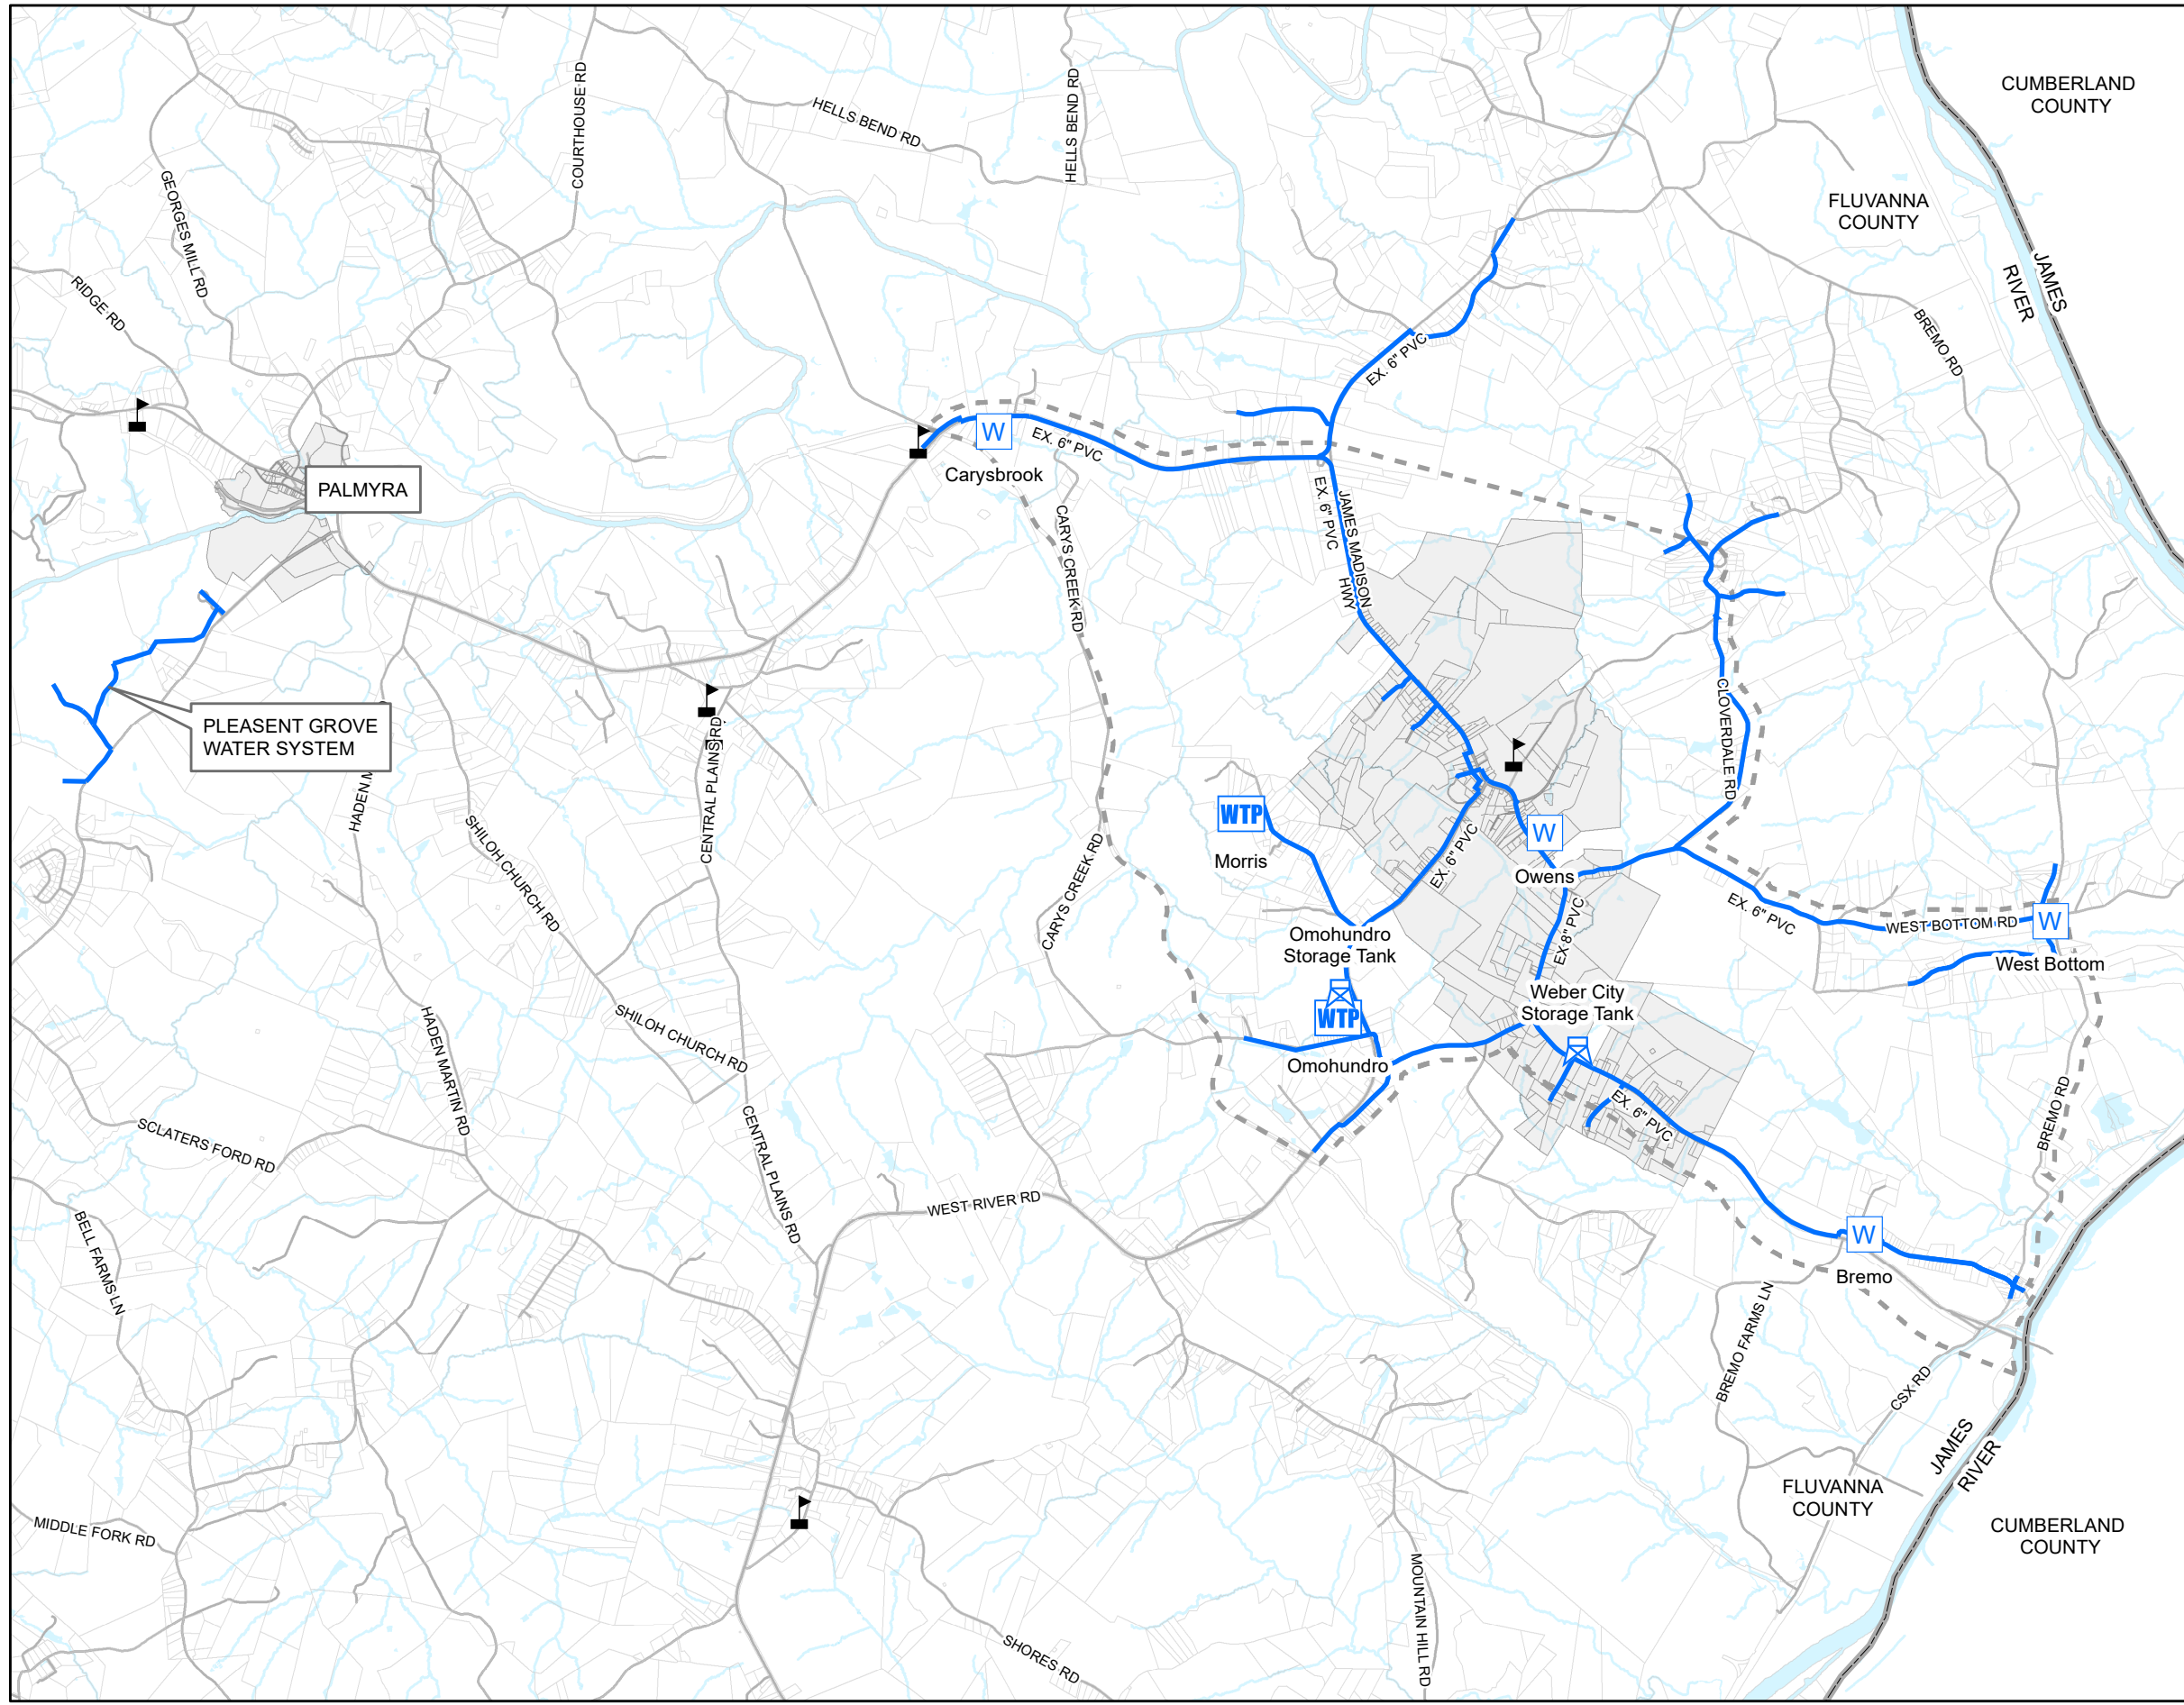 CUMBERLAND
COUNTY
COURTHOUSE RD
HELLS BEND RD
HELLS BEND RD
GEORGES MILL RD
FLUVANNA
COUNTY
JAMES
RIVER
RIDGE RD
BREMO RD
EX. 6" PVC
W
EX. 6" PVC
Carysbrook
PALMYRA
EX. 6" PVC
JAMES MADISON
HWY
CARYS CREEK RD
PLEASENT GROVE
WATER SYSTEM
CLOVERDALE RD
HADEN M
CENTRAL PLAINS RD
SHILOH CHURCH RD
WTP
Morris
EX. 6" PVC
W
Owens
CARYS CREEK RD
EX 8" PVC
EX. 6" PVC
WEST BOTTOM RD
W
West Bottom
Omohundro
Storage Tank
WTP
Omohundro
Weber City
Storage Tank
SHILOH CHURCH RD
HADEN MARTIN RD
EX. 6" PVC
BREMO RD
SCLATERS FORD RD
CENTRAL PLAINS RD
WEST RIVER RD
BELL FARMS LN
W
Bremo
BREMO FARMS LN
CSX RD
JAMES
RIVER
FLUVANNA
COUNTY
CUMBERLAND
COUNTY
MIDDLE FORK RD
MOUNTAIN HILL RD
SHORES RD